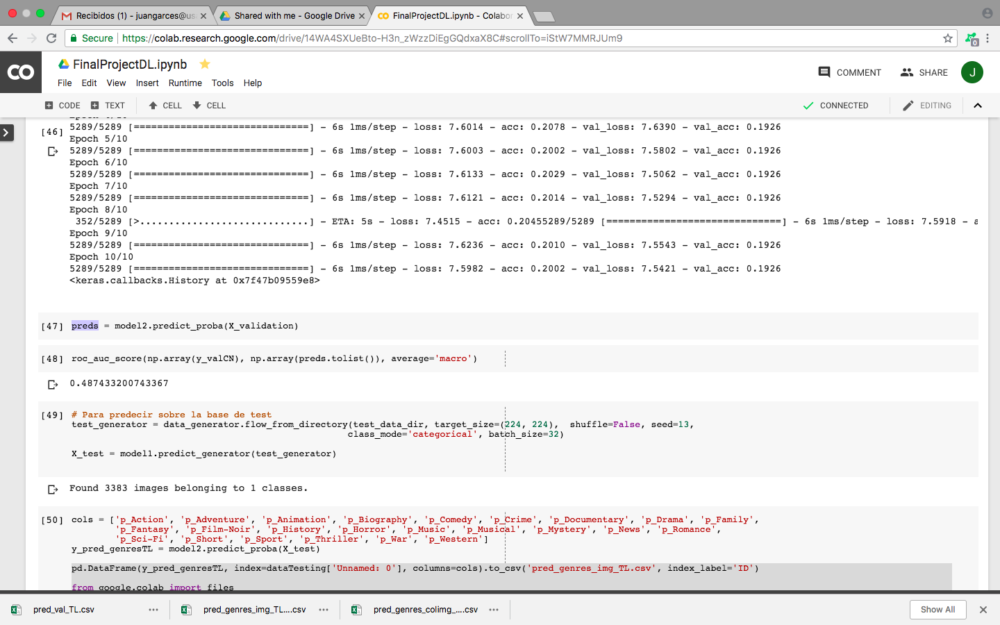 Recibidos (1) - juangarces@us
Shared with me - Google Drive
FinalProjectDL.ipynb - Colabor
Secure https://colab.research.google.com/drive/14WA4SXUeBto-H3n_zWzzDiEgGQdxaX8C#scrollTo=iStW7MMRJUm9
0
FinalProjectDL.ipynb
COMMENT SHARE J
File Edit View Insert Runtime Tools Help
CODE TEXT CELL CELL CONNECTED EDITING
[46] 5289/5289 [==============================] - 6s 1ms/step - loss: 7.6014 - acc: 0.2078 - val_loss: 7.6390 - val_acc: 0.1926
Epoch 5/10
5289/5289 [==============================] - 6s 1ms/step - loss: 7.6003 - acc: 0.2002 - val_loss: 7.5802 - val_acc: 0.1926
Epoch 6/10
5289/5289 [==============================] - 6s 1ms/step - loss: 7.6133 - acc: 0.2029 - val_loss: 7.5062 - val_acc: 0.1926
Epoch 7/10
5289/5289 [==============================] - 6s 1ms/step - loss: 7.6121 - acc: 0.2014 - val_loss: 7.5294 - val_acc: 0.1926
Epoch 8/10
352/5289 [>.............................] - ETA: 5s - loss: 7.4515 - acc: 0.20455289/5289 [==============================] - 6s 1ms/step - loss: 7.5918 - a
Epoch 9/10
5289/5289 [==============================] - 6s 1ms/step - loss: 7.6236 - acc: 0.2010 - val_loss: 7.5543 - val_acc: 0.1926
Epoch 10/10
5289/5289 [==============================] - 6s 1ms/step - loss: 7.5982 - acc: 0.2002 - val_loss: 7.5421 - val_acc: 0.1926
<keras.callbacks.History at 0x7f47b09559e8>
[47] preds = model2.predict_proba(X_validation)
[48] roc_auc_score(np.array(y_valCN), np.array(preds.tolist()), average='macro')
0.487433200743367
[49] # Para predecir sobre la base de test
test_generator = data_generator.flow_from_directory(test_data_dir, target_size=(224, 224),  shuffle=False, seed=13,
class_mode='categorical', batch_size=32)
X_test = model1.predict_generator(test_generator)
Found 3383 images belonging to 1 classes.
[50] cols = ['p_Action', 'p_Adventure', 'p_Animation', 'p_Biography', 'p_Comedy', 'p_Crime', 'p_Documentary', 'p_Drama', 'p_Family',
'p_Fantasy', 'p_Film-Noir', 'p_History', 'p_Horror', 'p_Music', 'p_Musical', 'p_Mystery', 'p_News', 'p_Romance',
'p_Sci-Fi', 'p_Short', 'p_Sport', 'p_Thriller', 'p_War', 'p_Western']
y_pred_genresTL = model2.predict_proba(X_test)
pd.DataFrame(y_pred_genresTL, index=dataTesting['Unnamed: 0'], columns=cols).to_csv('pred_genres_img_TL.csv', index_label='ID')
from google.colab import files
pred_val_TL.csv pred_genres_img_TL....csv pred_genres_colimg_....csv Show All